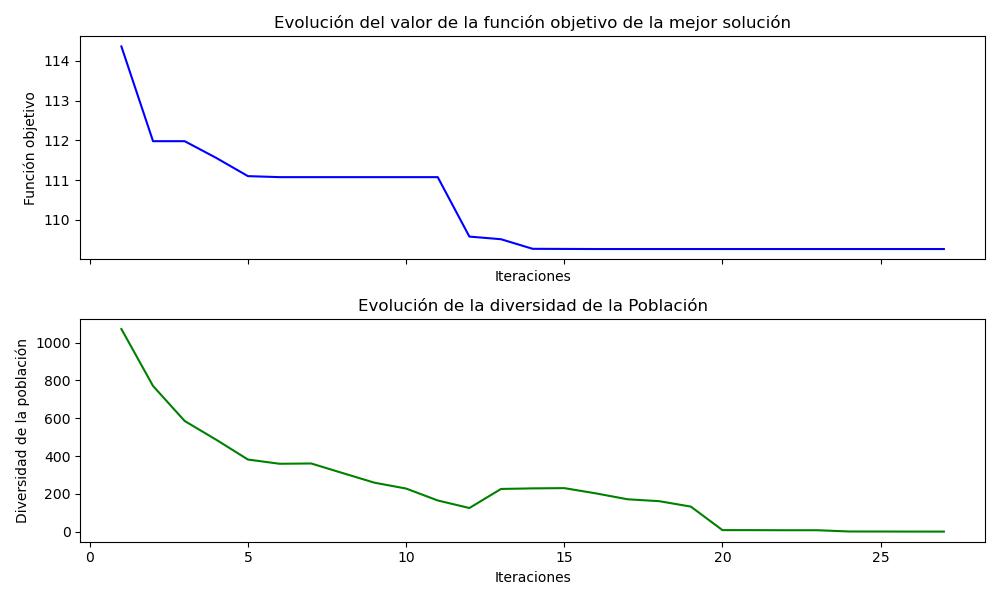 Evolución del valor de la función objetivo de la mejor solución
Función objetivo
114
113
112
111
110
Iteraciones
Evolución de la diversidad de la Población
Diversidad de la población
1000
800
600
400
200
0
0 5 10 15 20 25
Iteraciones